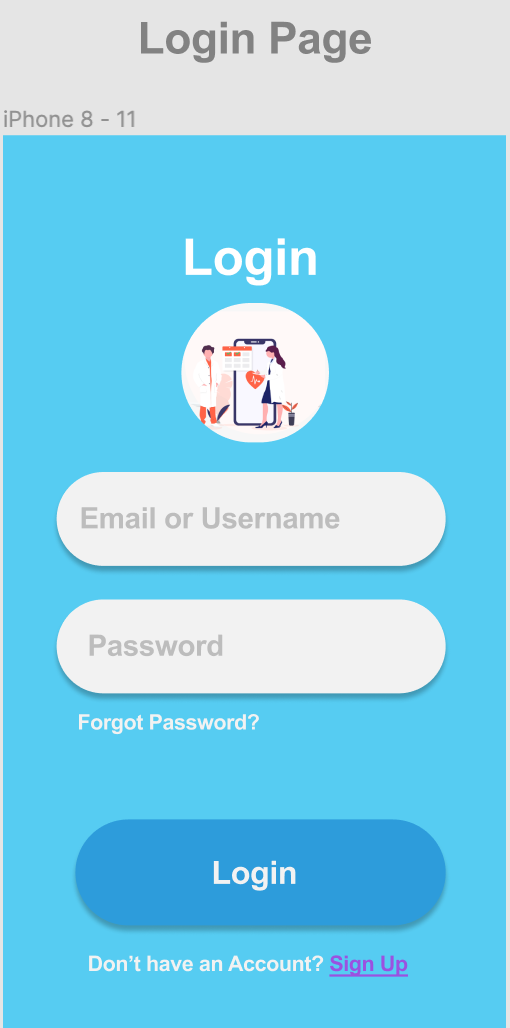 Login Page
iPhone 8 - 11
Login
Email or Username
Password
Forgot Password?
Login
Don’t have an Account? Sign Up